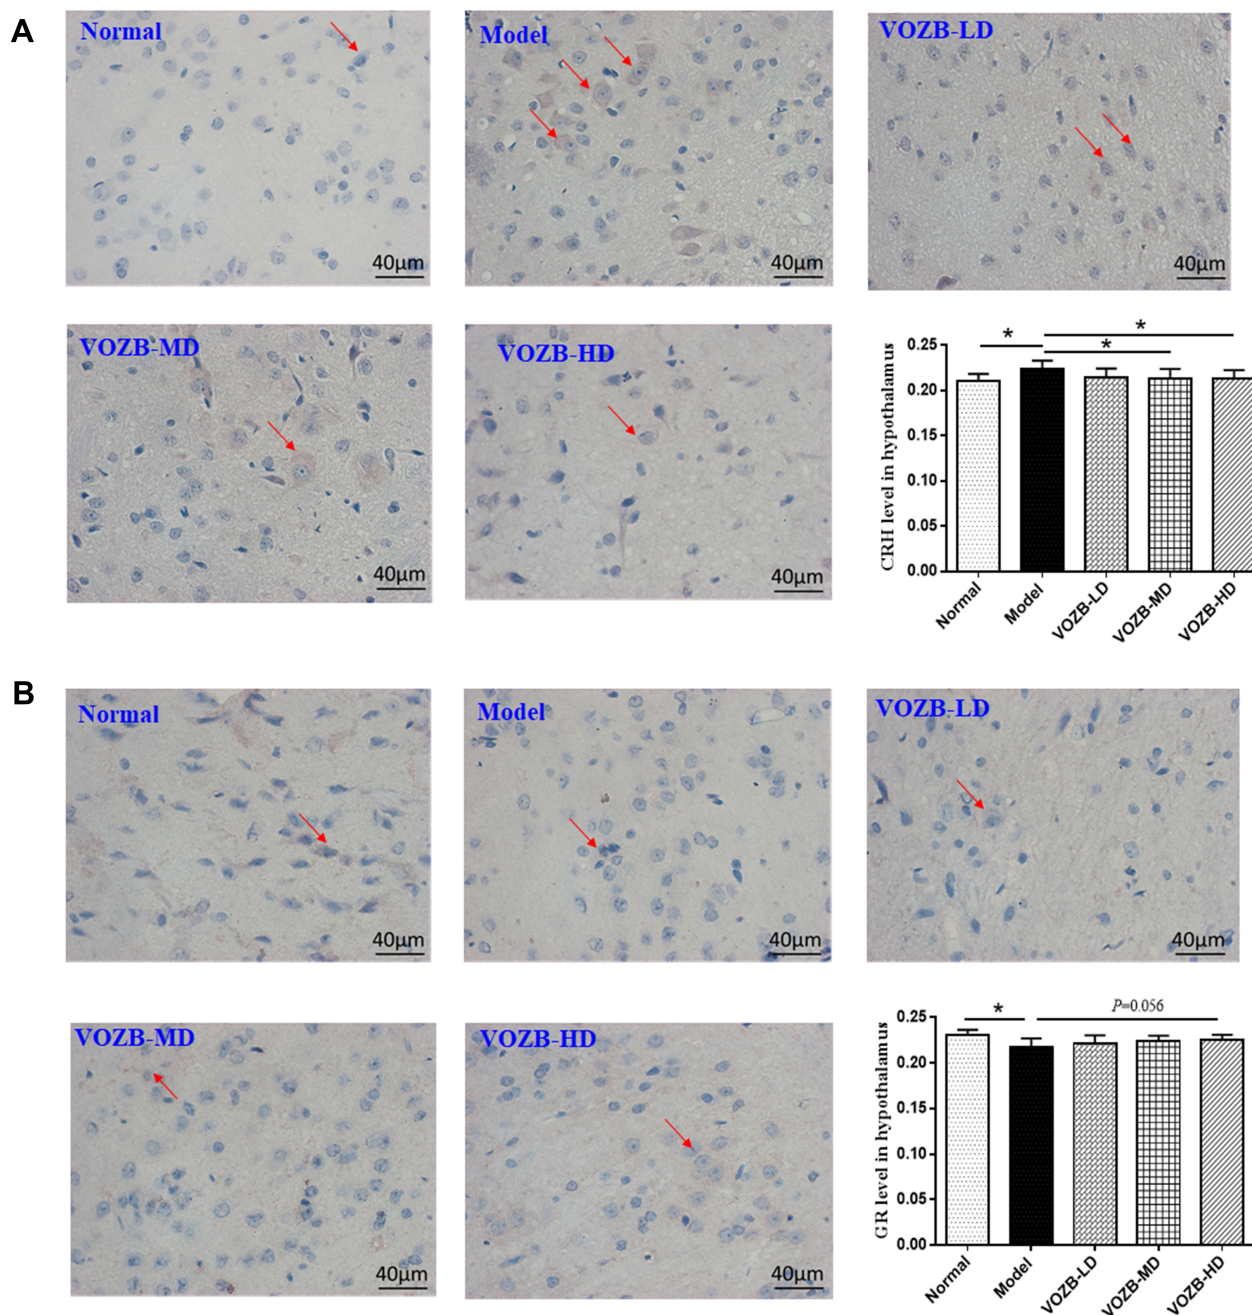 A
Normal
40μm
Model
40μm
VOZB-LD
40μm
VOZB-MD
40μm
VOZB-HD
40μm
* * *
CRH level in hypothalamus
0.25
0.20
0.15
0.10
0.05
0.00
Normal
Model
VOZB-LD
VOZB-MD
VOZB-HD
B
Normal
40μm
Model
40μm
VOZB-LD
40μm
VOZB-MD
40μm
VOZB-HD
40μm
* P=0.056
GR level in hypothalamus
0.25
0.20
0.15
0.10
0.05
0.00
Normal
Model
VOZB-LD
VOZB-MD
VOZB-HD